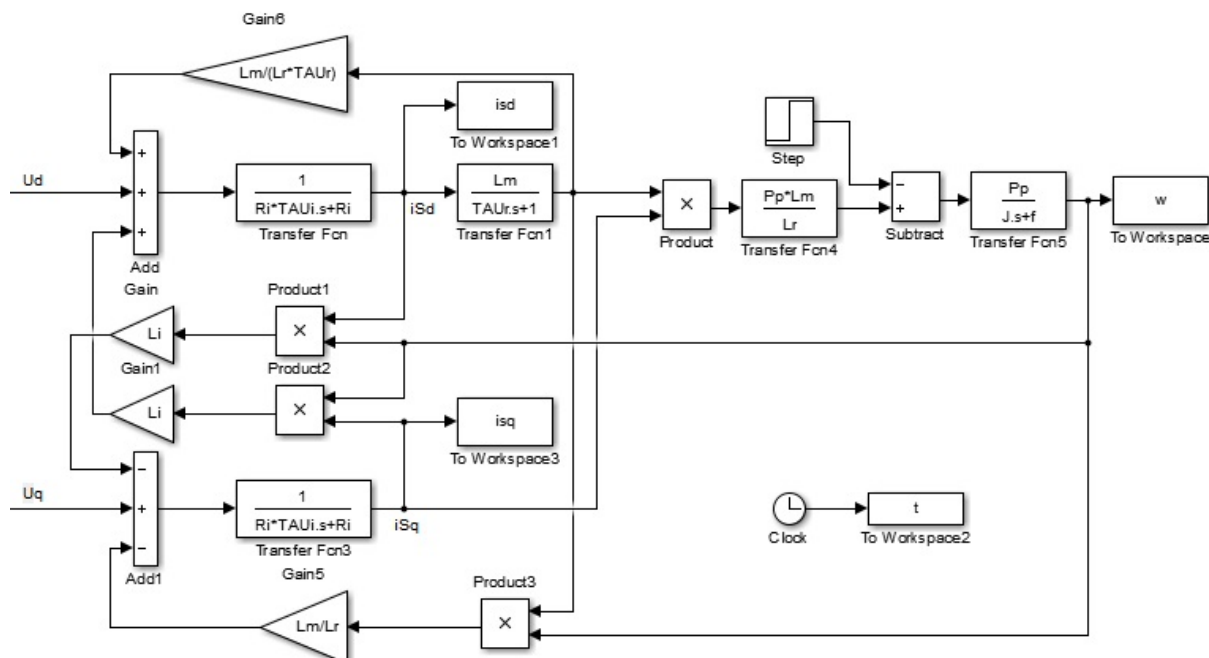 Gain6
Lm/(Lr*TAUr)
isd
To Workspace1
Step
Ud
+
+
+
Add
1
Ri*TAUi.s+Ri
Transfer Fcn
iSd
Lm
TAUr.s+1
Transfer Fcn1
×
Product
Pp*Lm
Lr
Transfer Fcn4
−
+
Subtract
Pp
J.s+f
Transfer Fcn5
w
To Workspace
Gain
Li
Product1
×
Gain1
Li
Product2
×
isq
To Workspace3
Uq
−
+
−
Add1
1
Ri*TAUi.s+Ri
Transfer Fcn3
iSq
Clock
t
To Workspace2
Gain5
Lm/Lr
Product3
×